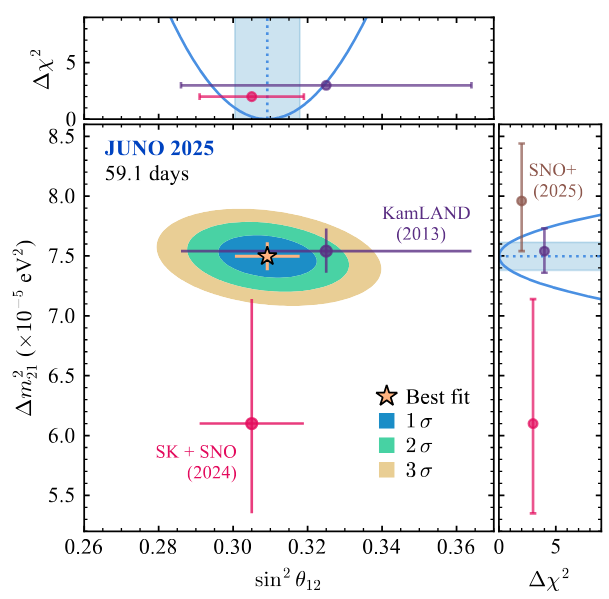 Δχ²
5
0
JUNO 2025
59.1 days
KamLAND
(2013)
SNO+
(2025)
8.5
8.0
7.5
7.0
6.5
6.0
5.5
Δm²₂₁ (×10⁻⁵ eV²)
SK + SNO
(2024)
Best fit
1 σ
2 σ
3 σ
0.26 0.28 0.30 0.32 0.34 0.36
sin² θ₁₂
0 5
Δχ²